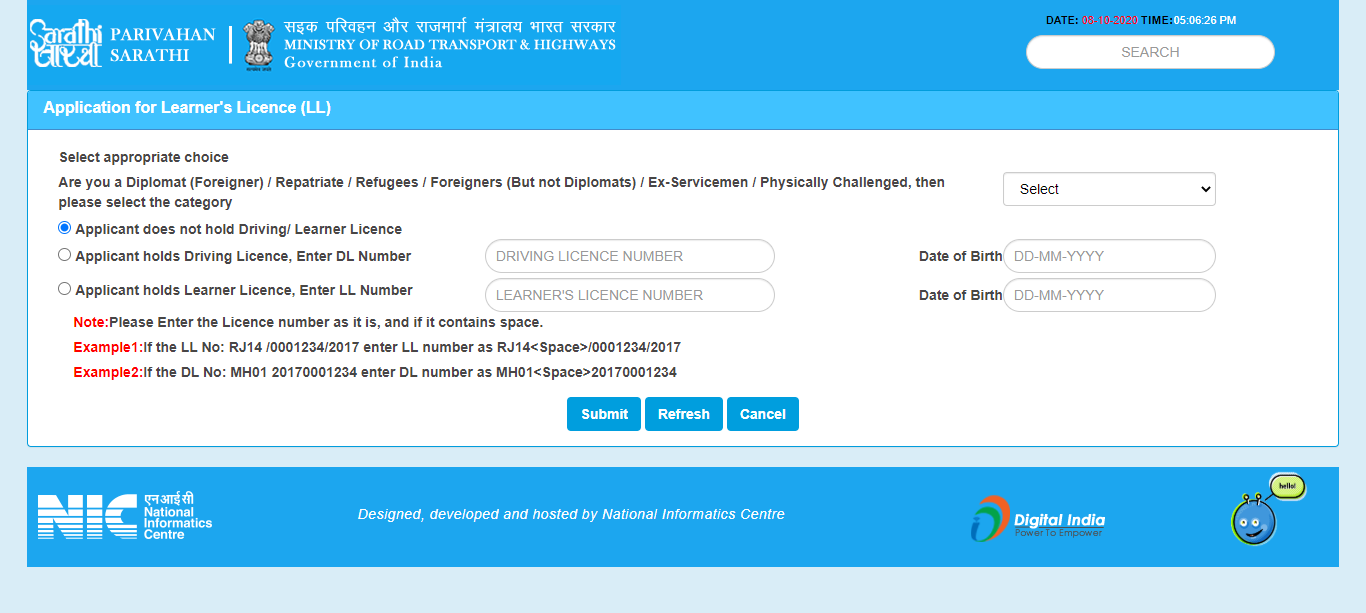 Sarathi
सारथी
PARIVAHAN
SARATHI
सड़क परिवहन और राजमार्ग मंत्रालय भारत सरकार
MINISTRY OF ROAD TRANSPORT & HIGHWAYS
Government of India
DATE: 08-10-2020 TIME:05:06:26 PM
SEARCH
Application for Learner's Licence (LL)
Select appropriate choice
Are you a Diplomat (Foreigner) / Repatriate / Refugees / Foreigners (But not Diplomats) / Ex-Servicemen / Physically Challenged, then
please select the category
Select
Applicant does not hold Driving/ Learner Licence
Applicant holds Driving Licence, Enter DL Number DRIVING LICENCE NUMBER Date of Birth DD-MM-YYYY
Applicant holds Learner Licence, Enter LL Number LEARNER'S LICENCE NUMBER Date of Birth DD-MM-YYYY
Note:Please Enter the Licence number as it is, and if it contains space.
Example1:If the LL No: RJ14 /0001234/2017 enter LL number as RJ14<Space>/0001234/2017
Example2:If the DL No: MH01 20170001234 enter DL number as MH01<Space>20170001234
Submit Refresh Cancel
NIC
एन आई सी
National
Informatics
Centre
Designed, developed and hosted by National Informatics Centre
Digital India
Power To Empower
hello!